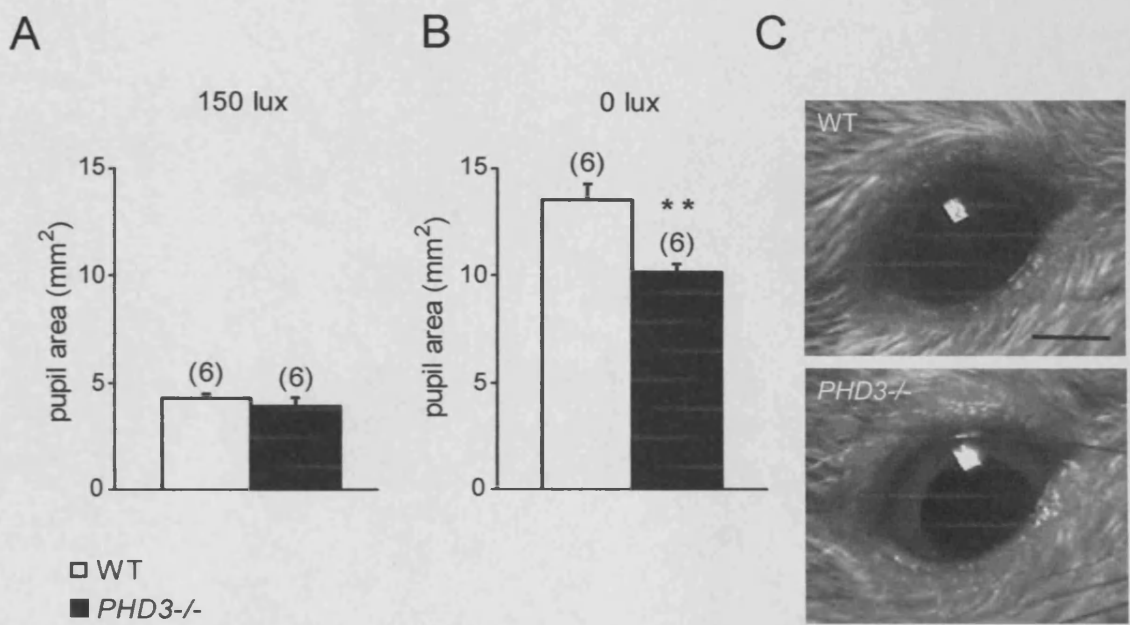 A
B
C
150 lux
0 lux
pupil area (mm²)
15
10
5
0
(6)
(6)
pupil area (mm²)
15
10
5
0
(6)
**
(6)
WT
PHD3-/-
WT
PHD3-/-